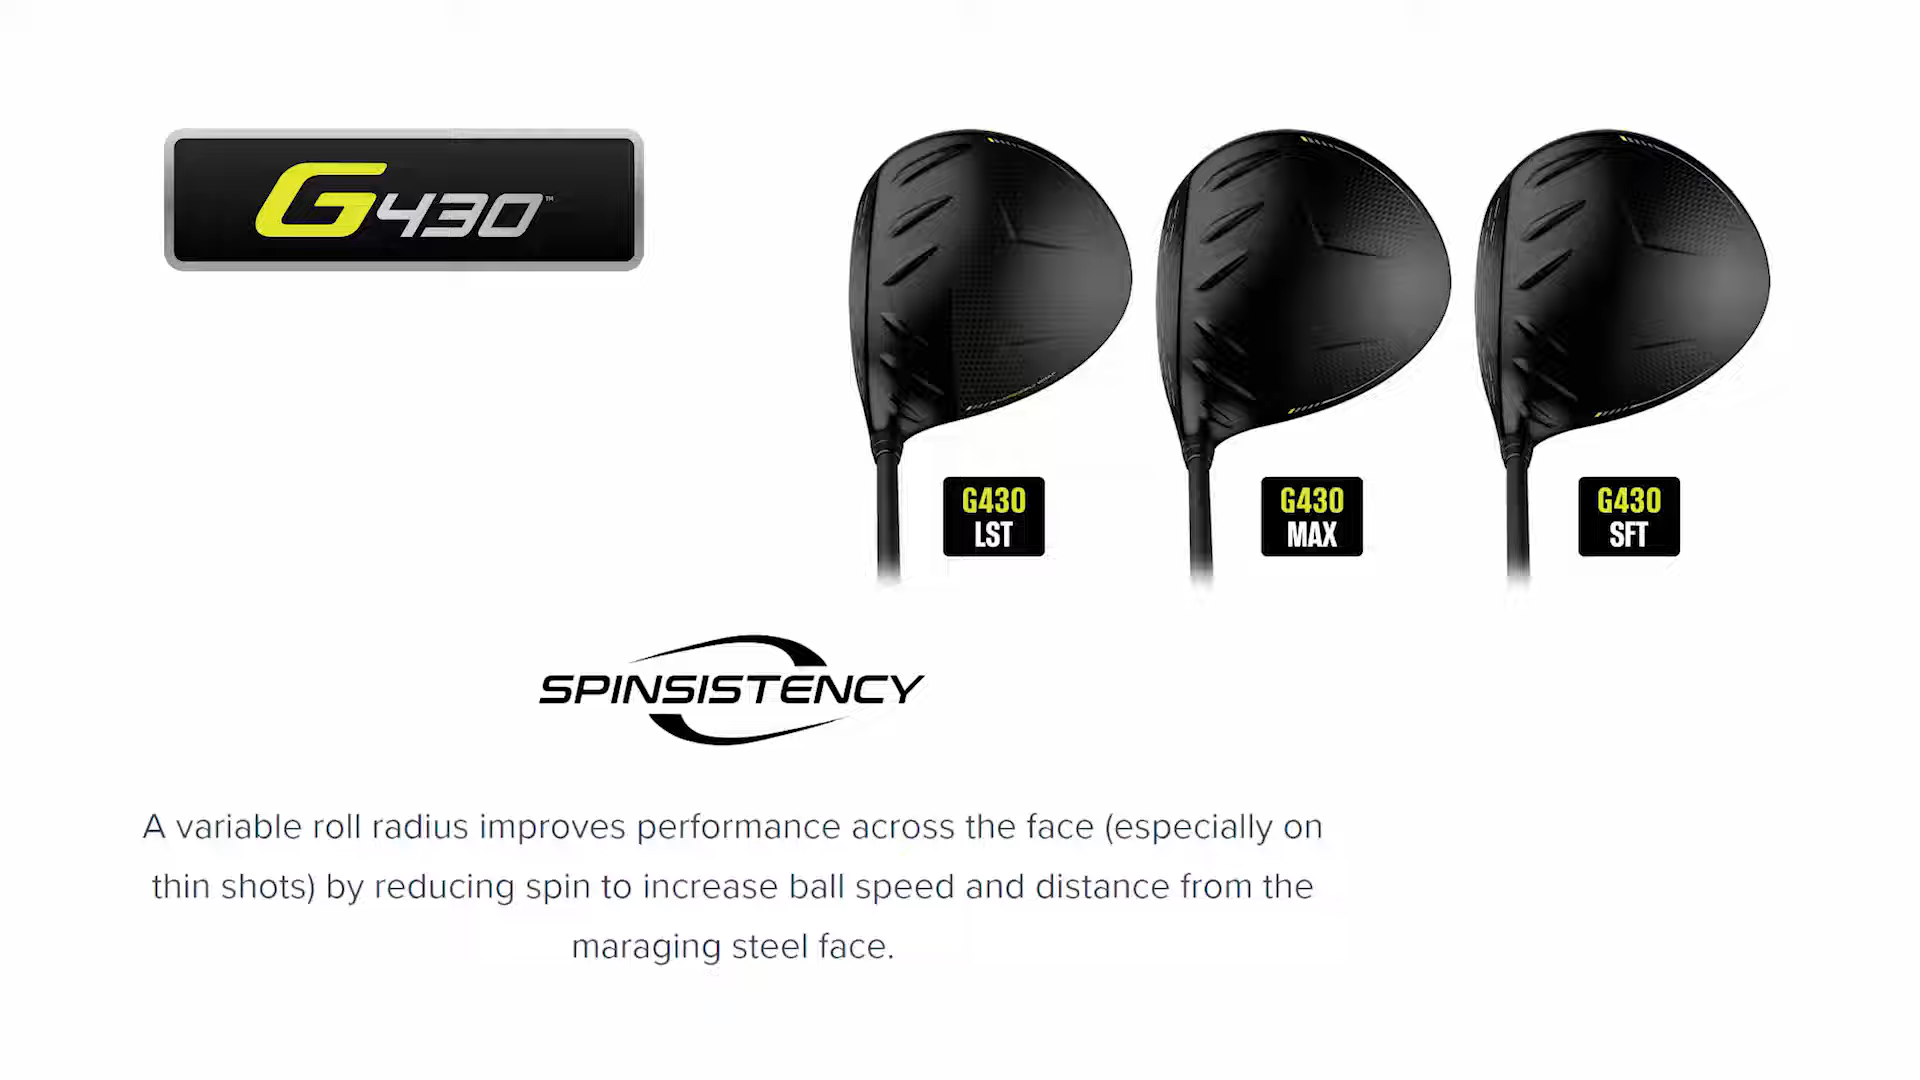 G430™
G430
LST
G430
MAX
G430
SFT
SPINSISTENCY
A variable roll radius improves performance across the face (especially on
thin shots) by reducing spin to increase ball speed and distance from the
maraging steel face.